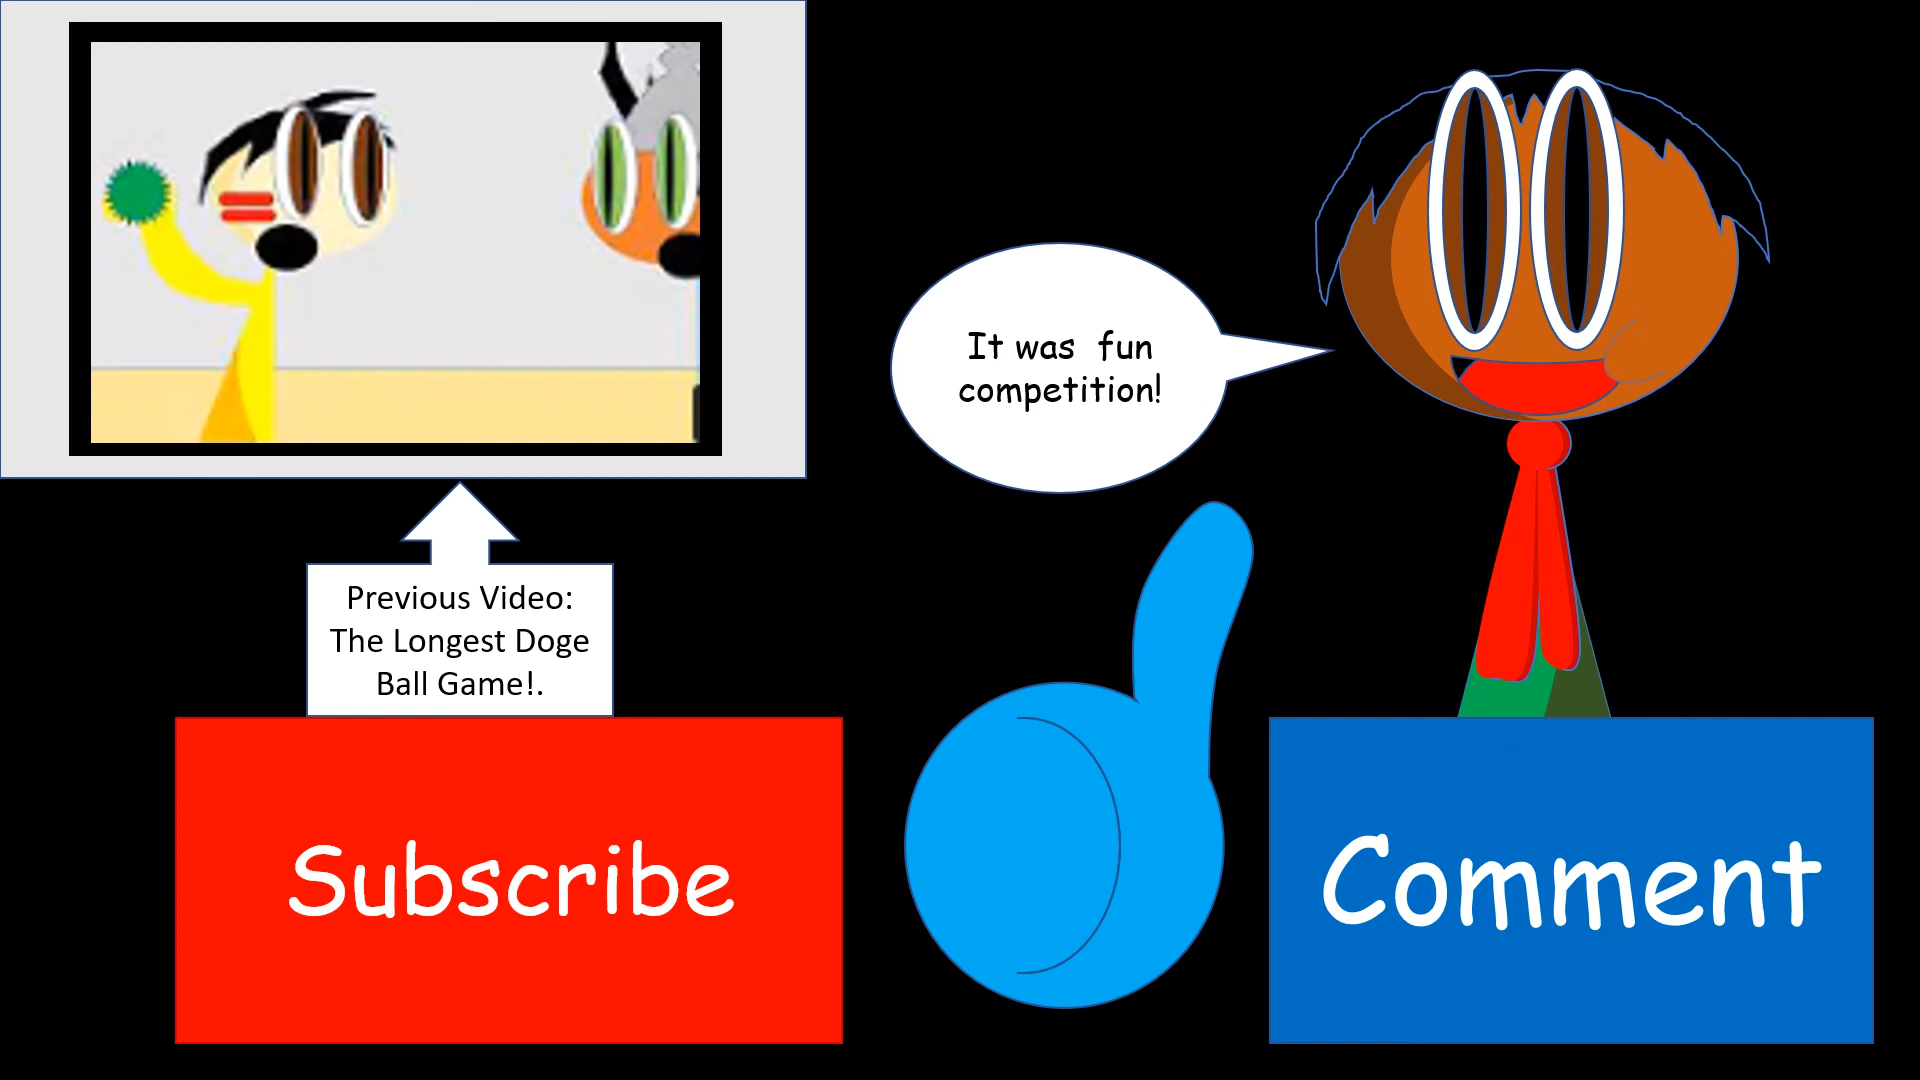 It was  fun
competition!
Previous Video:
The Longest Doge
Ball Game!.
Subscribe
Comment